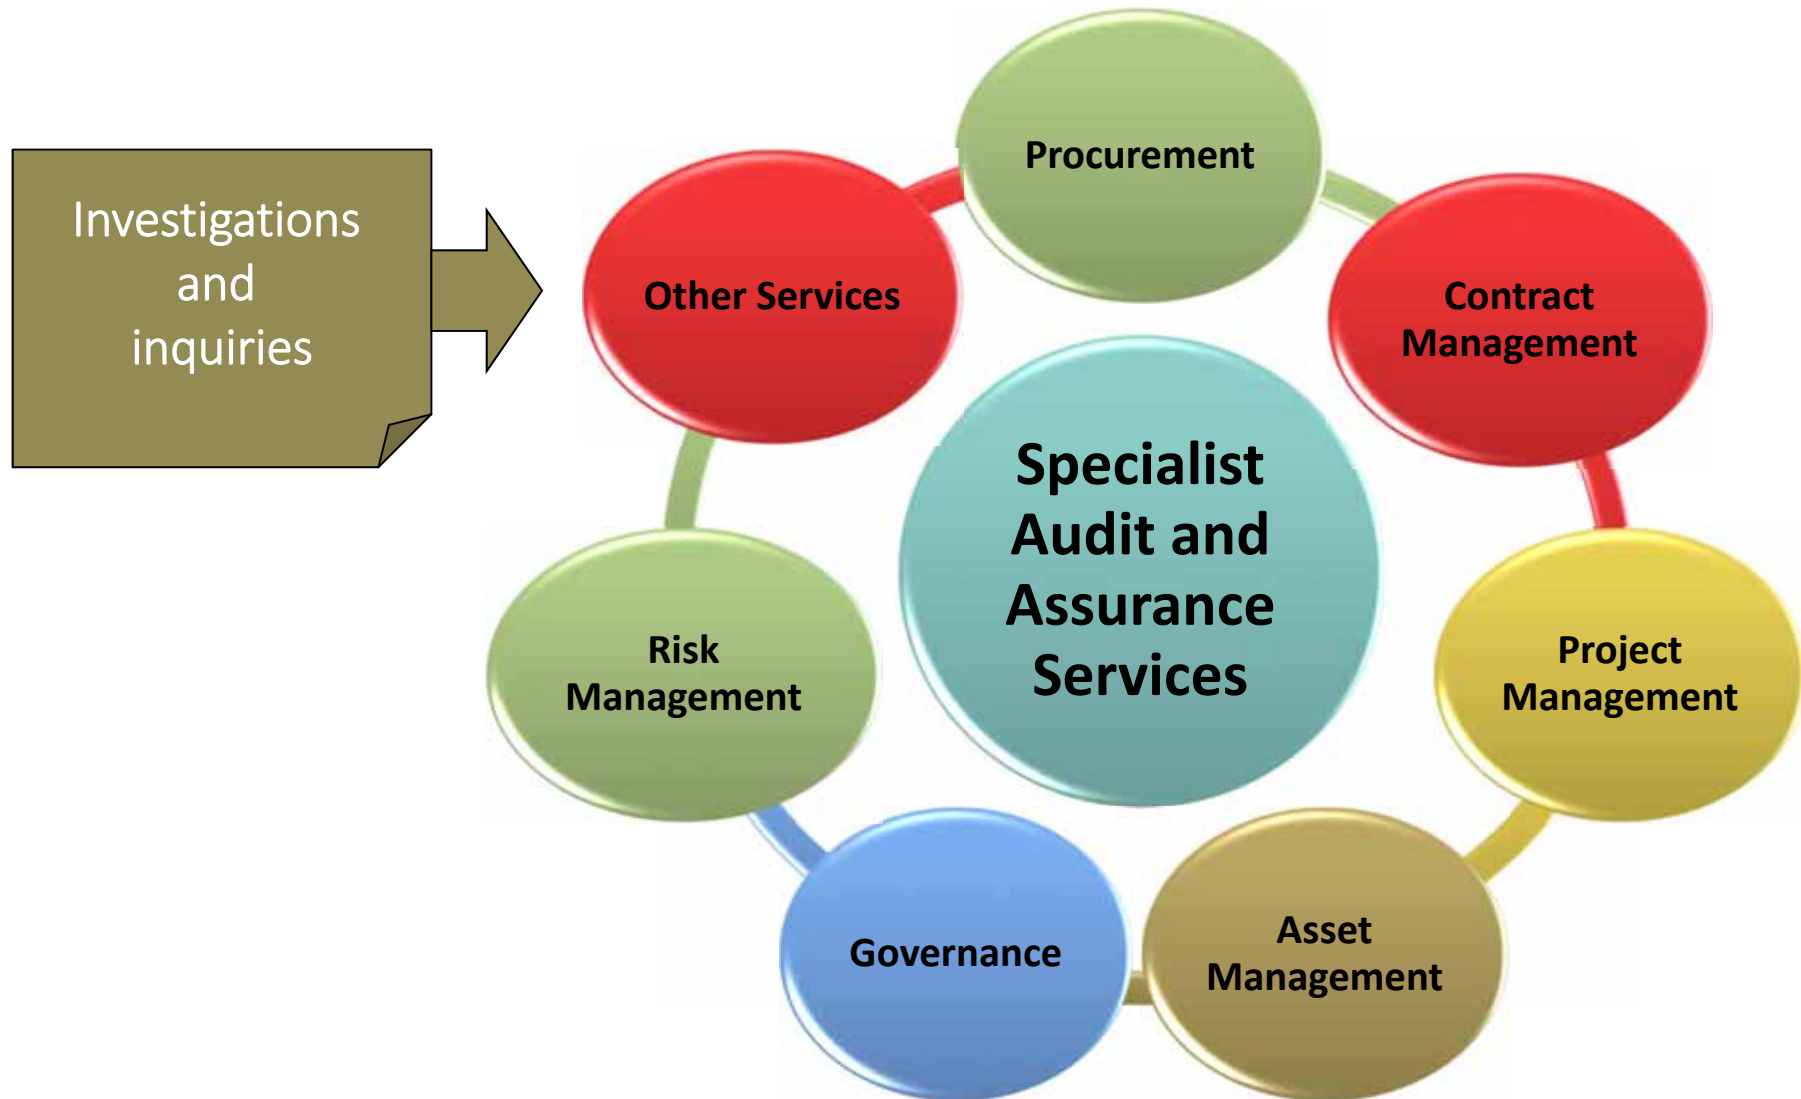 Investigations
and
inquiries
Procurement
Other Services
Contract
Management
Specialist
Audit and
Assurance
Services
Risk
Management
Project
Management
Governance
Asset
Management